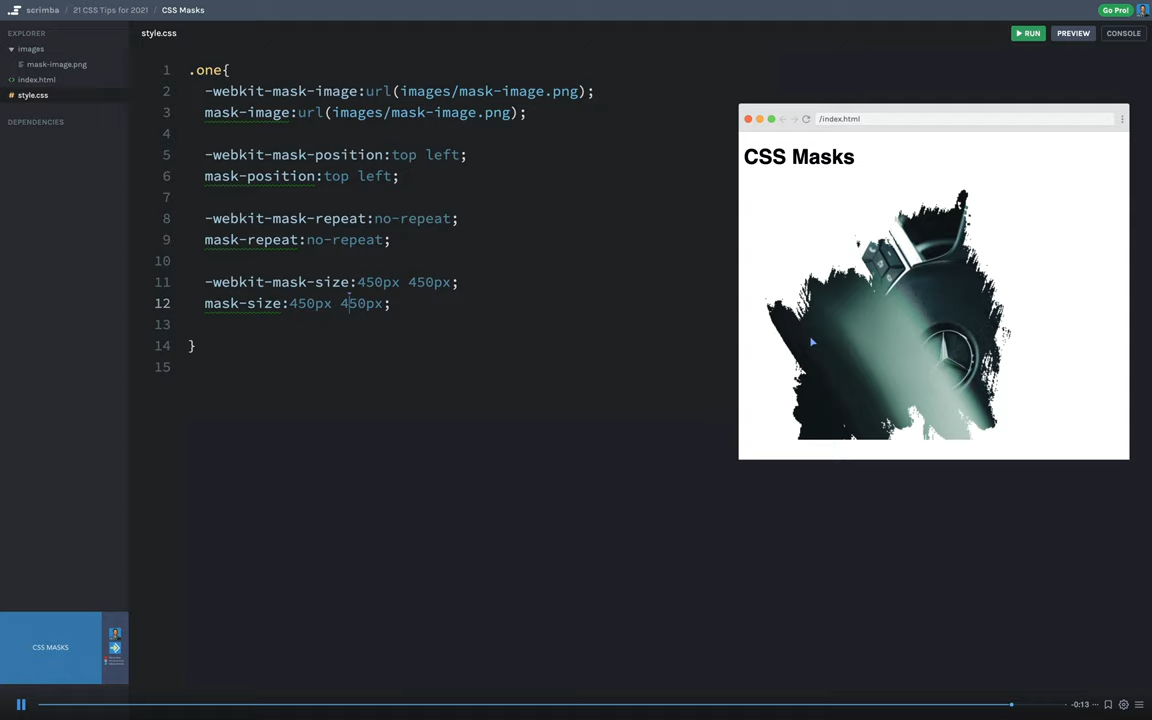 scrimba 21 CSS Tips for 2021 CSS Masks Go Pro!
EXPLORER
images
mask-image.png
index.html
style.css
DEPENDENCIES
CSS MASKS
style.css
RUN PREVIEW CONSOLE
1 .one{
2 -webkit-mask-image:url(images/mask-image.png);
3 mask-image:url(images/mask-image.png);
4
5 -webkit-mask-position:top left;
6 mask-position:top left;
7
8 -webkit-mask-repeat:no-repeat;
9 mask-repeat:no-repeat;
10
11 -webkit-mask-size:450px 450px;
12 mask-size:450px 450px;
13
14 }
15
/index.html
CSS Masks
-0:13